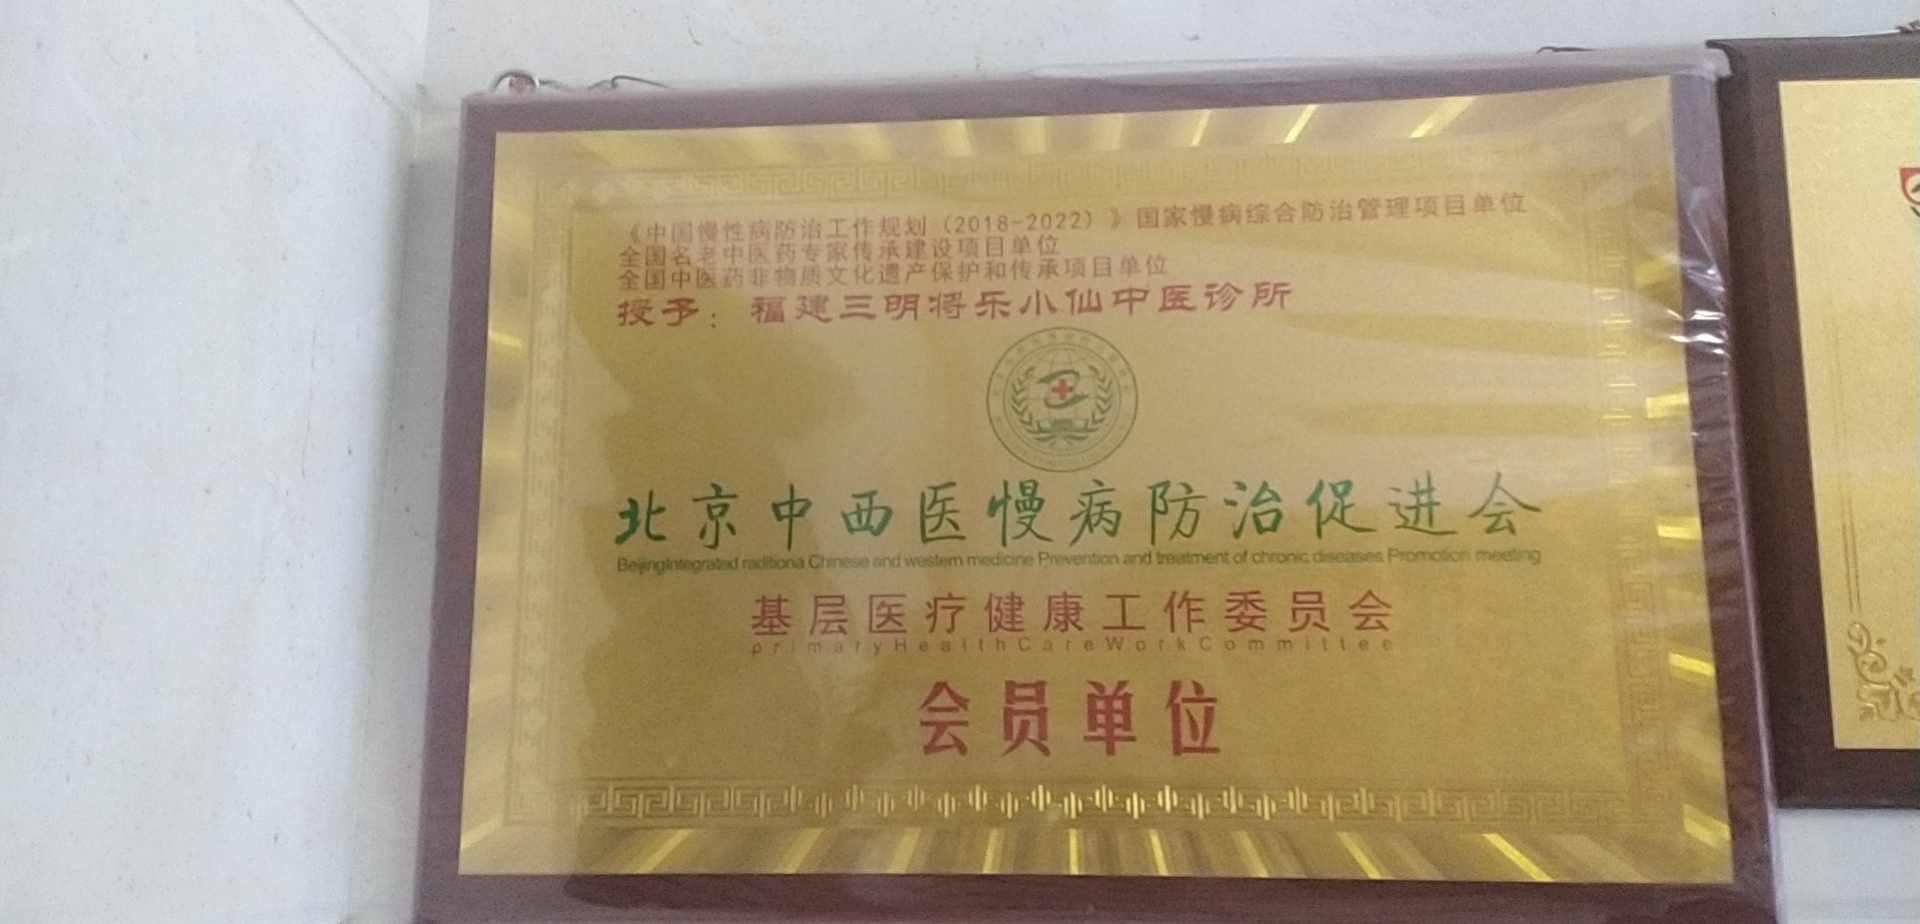 《中国慢性病防治工作规划（2018-2022）》国家慢病综合防治管理项目单位
全国名老中医药专家传承建设项目单位
全国中医药非物质文化遗产保护和传承项目单位
授予：福建三明将乐小仙中医诊所
北京中西医慢病防治促进会
BeijingIntegrated raditiona Chinese and western medicine Prevention and treatment of chronic diseases Promotion meeting
基层医疗健康工作委员会
primaryHealthCareWorkCommittee
会员单位